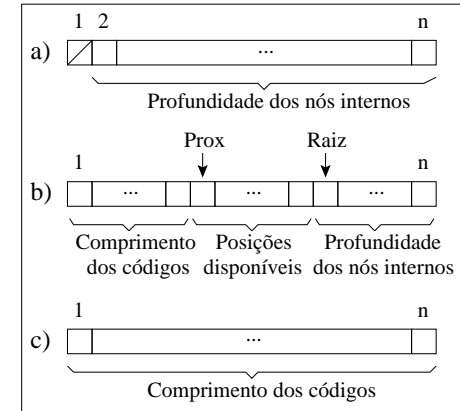 1 2 n
a) ...
Profundidade dos nós internos
Prox Raiz
1 n
b) ... ... ...
Comprimento Posições Profundidade
dos códigos disponíveis dos nós internos
1 n
c) ...
Comprimento dos códigos